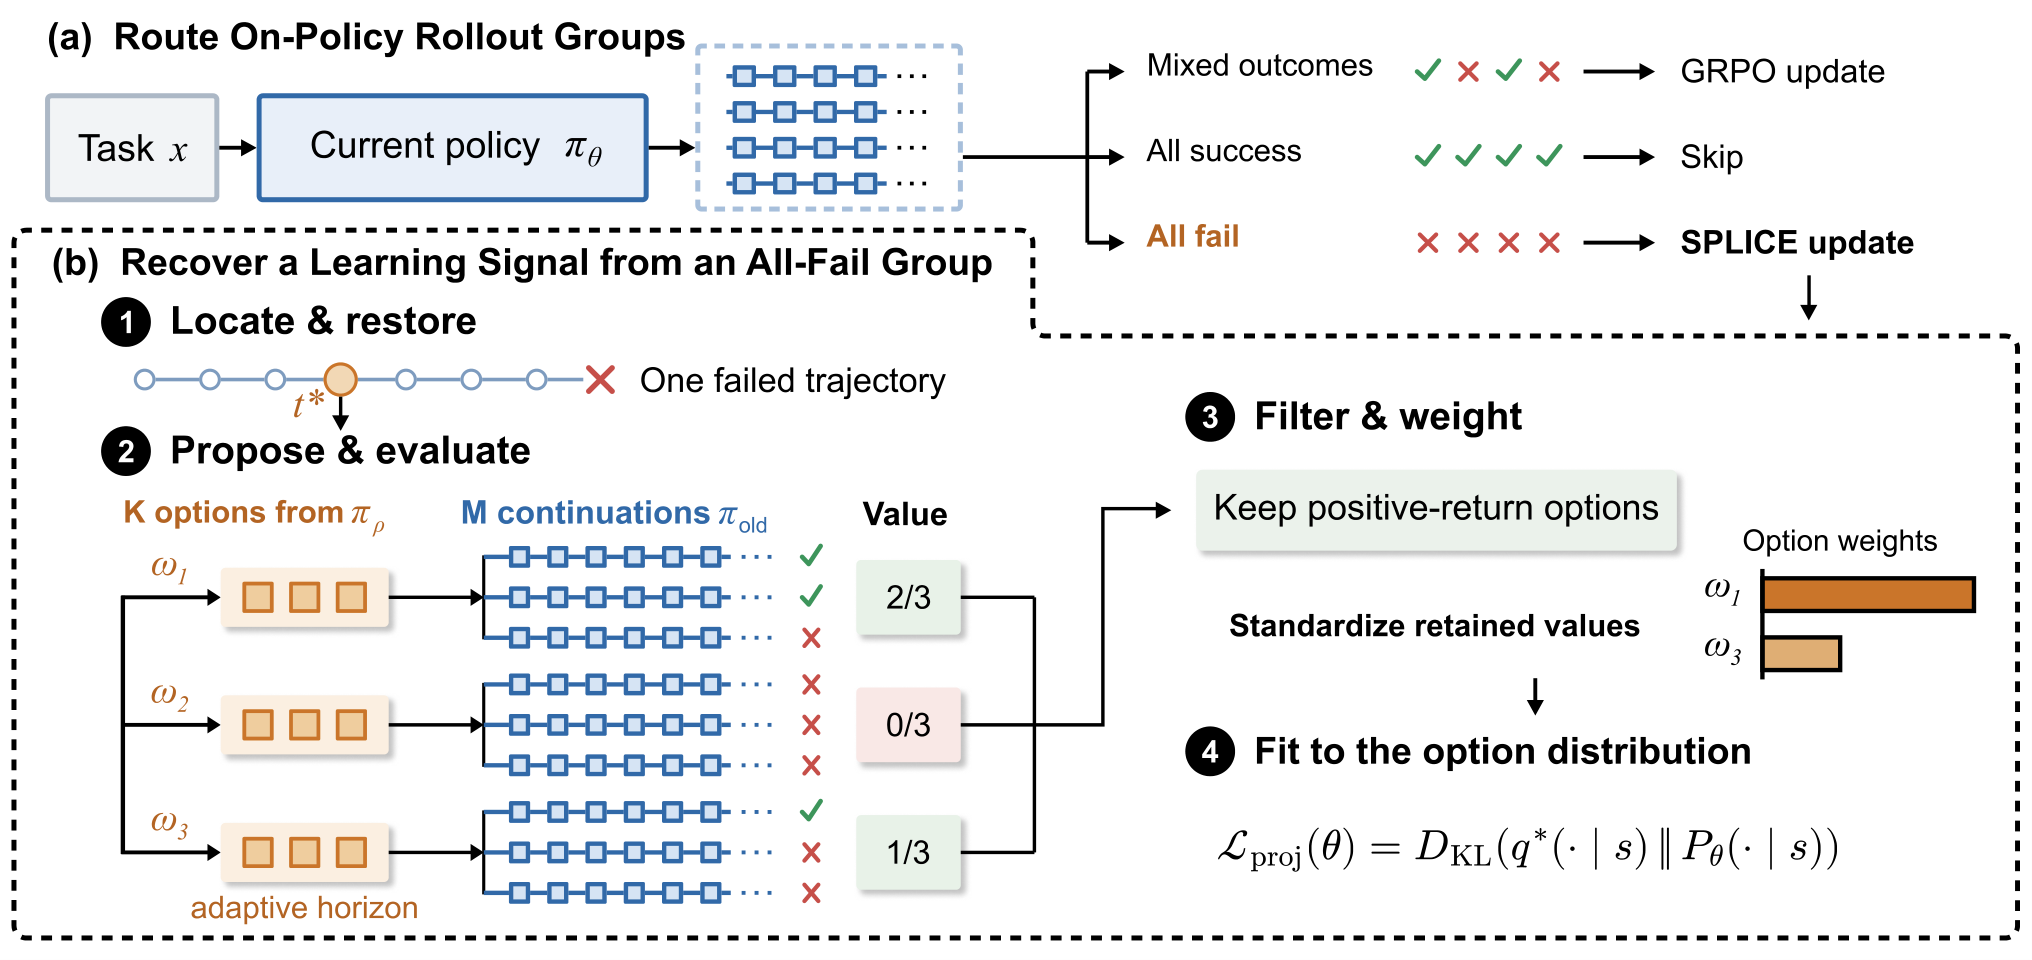 (a) Route On-Policy Rollout Groups
Task x
Current policy π_θ
Mixed outcomes
GRPO update
All success
Skip
All fail
SPLICE update
(b) Recover a Learning Signal from an All-Fail Group
1 Locate & restore
t*
One failed trajectory
2 Propose & evaluate
K options from π_ρ
M continuations π_old
Value
ω_1
2/3
ω_2
0/3
ω_3
1/3
adaptive horizon
3 Filter & weight
Keep positive-return options
Option weights
ω_1
Standardize retained values
ω_3
4 Fit to the option distribution
ℒ_proj(θ) = D_KL(q*(· | s) ∥ P_θ(· | s))